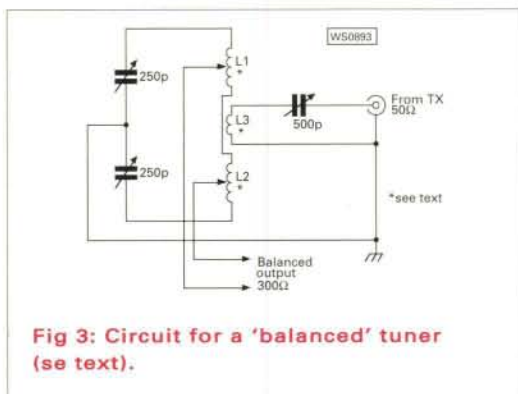 WS0893
250p
L1
*
From TX
50Ω
500p
L3
*
250p
L2
*
*see text
Balanced
output
300Ω
Fig 3: Circuit for a 'balanced' tuner
(se text).